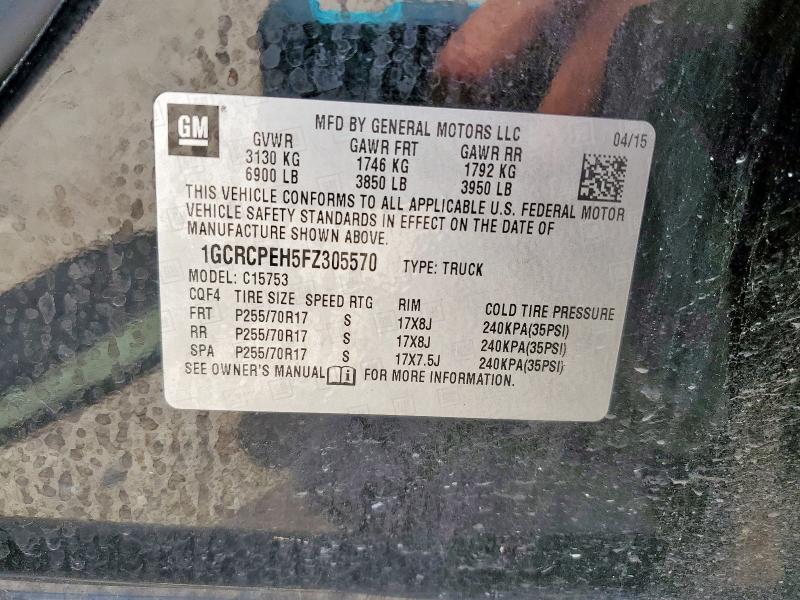 GM
MFD BY GENERAL MOTORS LLC
04/15
GVWR GAWR FRT GAWR RR
3130 KG 1746 KG 1792 KG
6900 LB 3850 LB 3950 LB
THIS VEHICLE CONFORMS TO ALL APPLICABLE U.S. FEDERAL MOTOR
VEHICLE SAFETY STANDARDS IN EFFECT ON THE DATE OF
MANUFACTURE SHOWN ABOVE.
1GCRCPEH5FZ305570 TYPE: TRUCK
MODEL: C15753
CQF4 TIRE SIZE SPEED RTG RIM COLD TIRE PRESSURE
FRT P255/70R17 S 17X8J 240KPA(35PSI)
RR P255/70R17 S 17X8J 240KPA(35PSI)
SPA P255/70R17 S 17X7.5J 240KPA(35PSI)
SEE OWNER'S MANUAL FOR MORE INFORMATION.